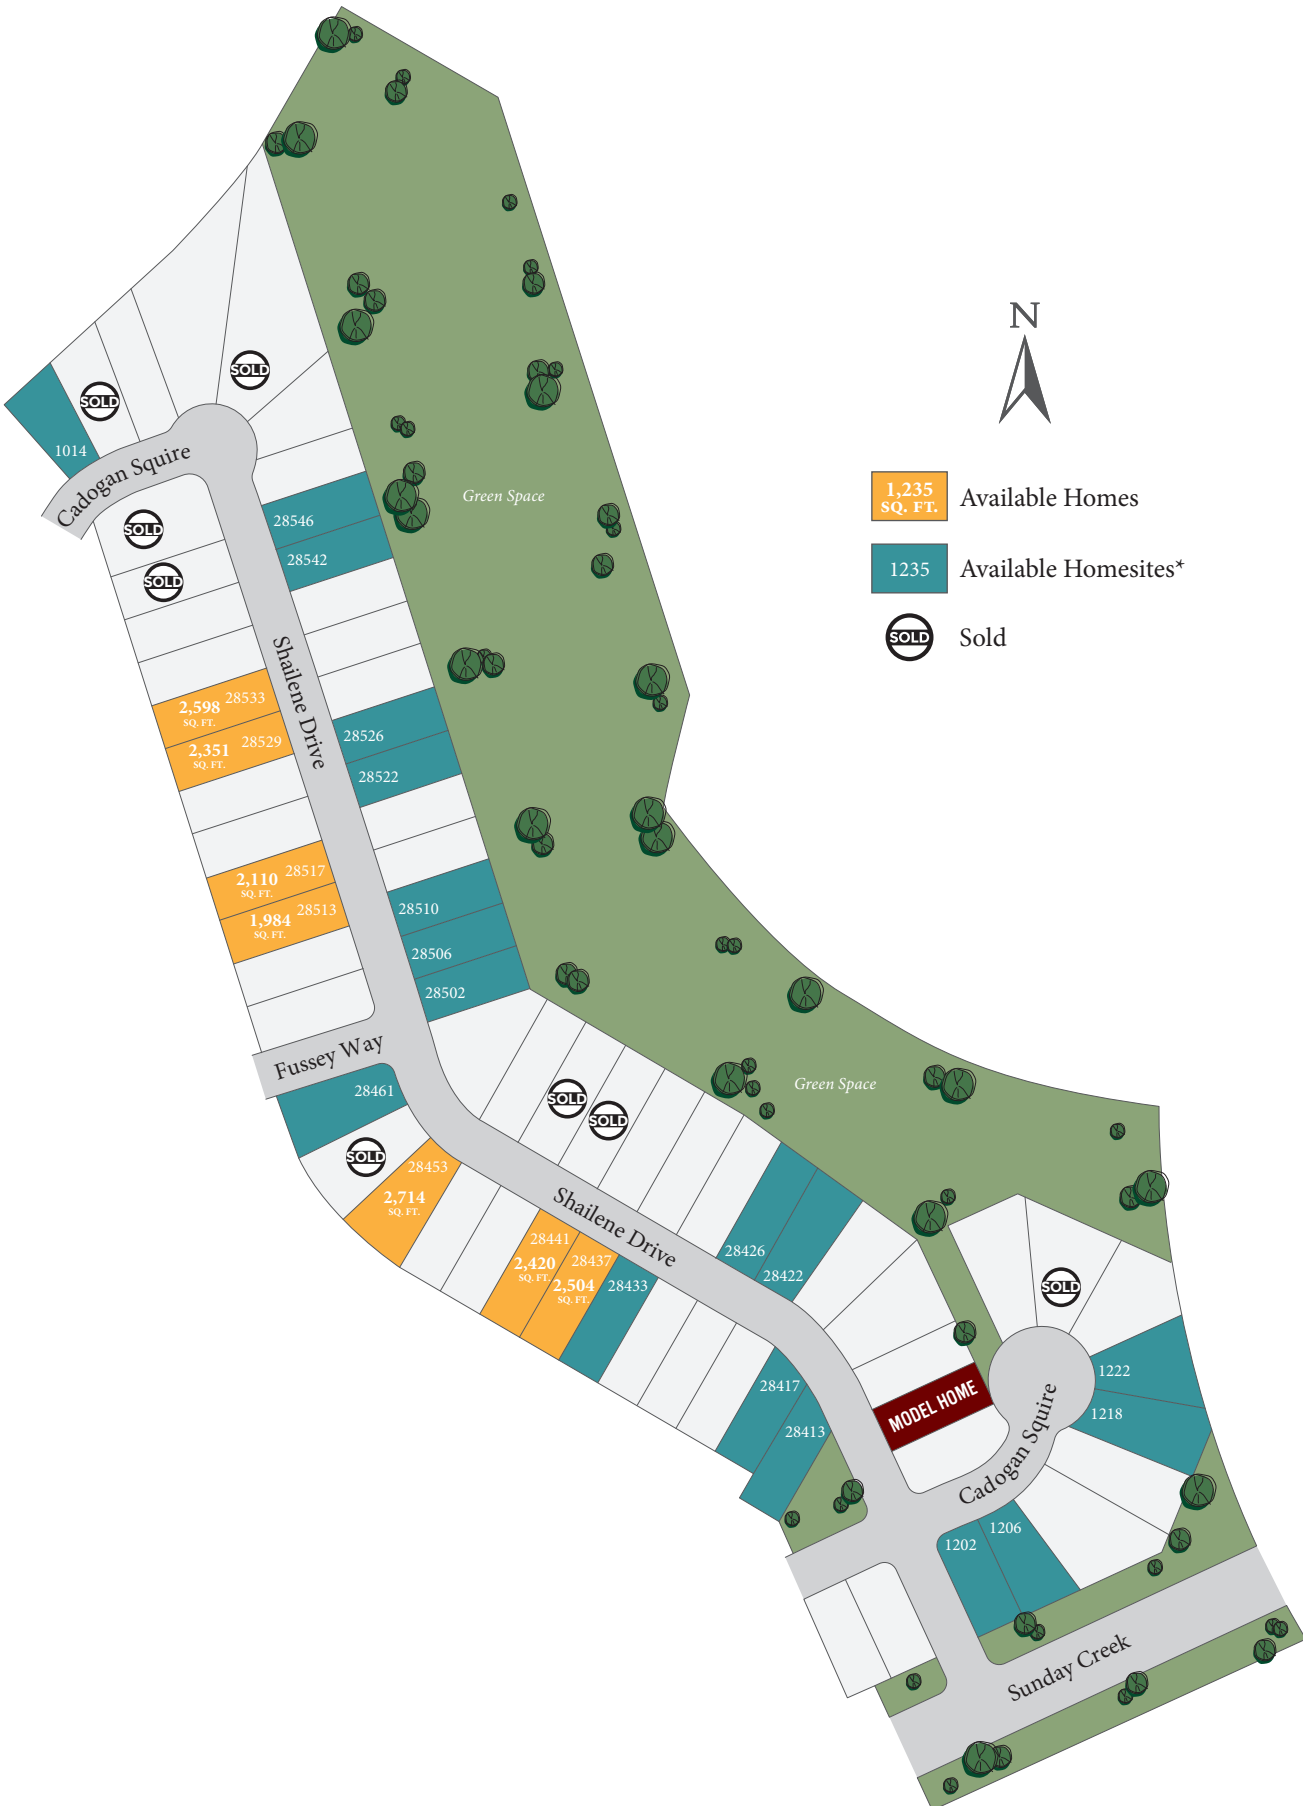 N
1,235
SQ. FT.
Available Homes
1235
Available Homesites*
SOLD
Sold
SOLD
SOLD
1014
Cadogan Squire
SOLD
SOLD
Green Space
28546
28542
Shailene Drive
2,598
SQ. FT.
28533
2,351
SQ. FT.
28529
28526
28522
2,110
SQ. FT.
28517
1,984
SQ. FT.
28513
28510
28506
28502
Fussey Way
28461
SOLD
SOLD
SOLD
Green Space
28453
2,714
SQ. FT.
Shailene Drive
28441
2,420
SQ. FT.
28437
2,504
SQ. FT.
28433
28426
28422
SOLD
28417
28413
MODEL HOME
1222
1218
Cadogan Squire
1206
1202
Sunday Creek